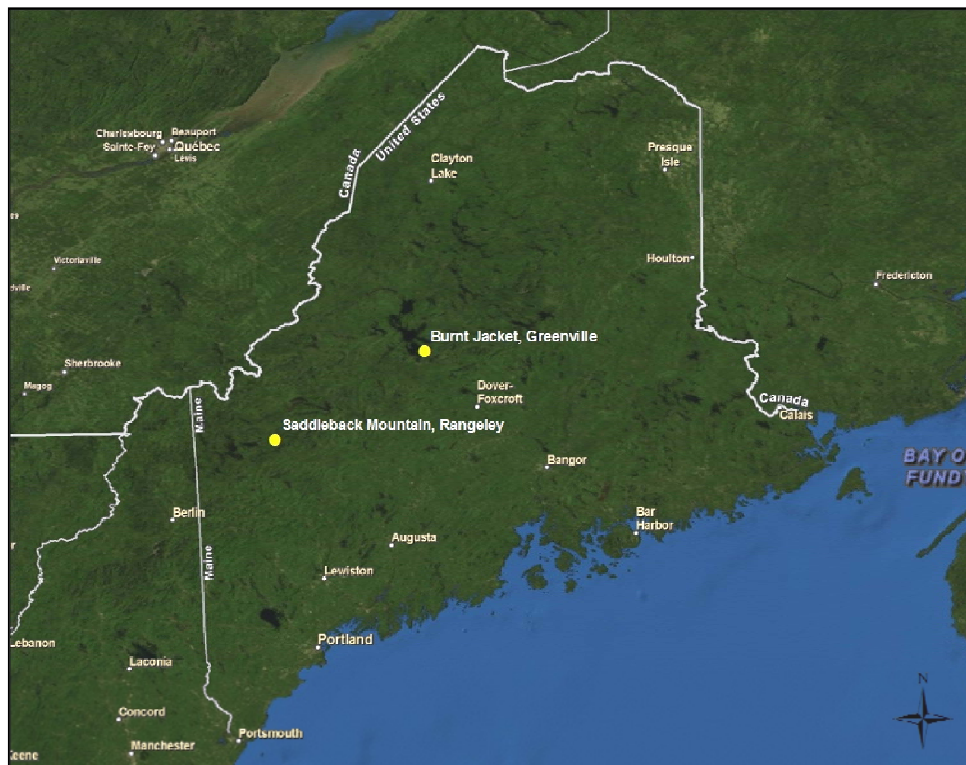 Charlesbourg
Beauport
Sainte-Foy
Québec
Levis
Canada
United States
Clayton
Lake
Presque
Isle
Victoriaville
Houlton
Fredericton
Burnt Jacket, Greenville
Sherbrooke
Magog
Dover-
Foxcroft
Maine
Canada
Calais
Saddleback Mountain, Rangeley
Bangor
BAY O
FUND
Berlin
Bar
Harbor
Augusta
Maine
Lewiston
Lebanon
Portland
Laconia
N
Concord
Portsmouth
Manchester
Keene